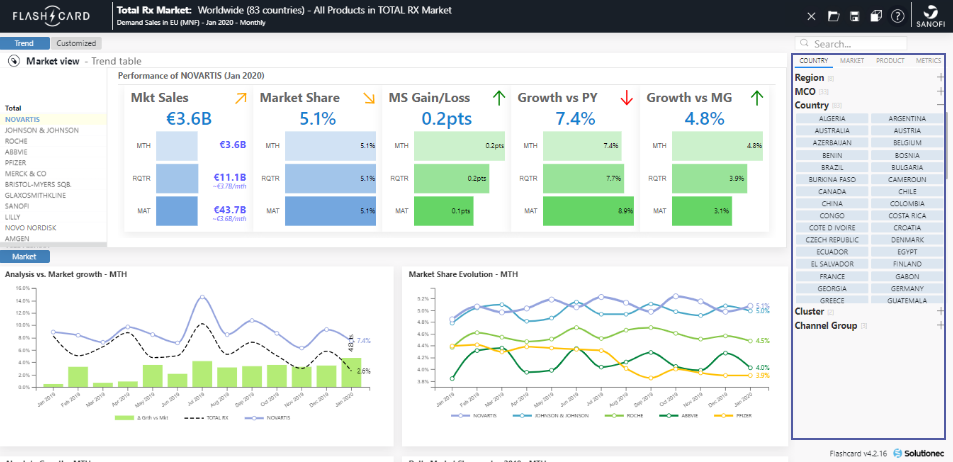 FLASHCARD
Total Rx Market: Worldwide (83 countries) - All Products in TOTAL RX Market
Demand Sales in EU (MNF) - Jan 2020 - Monthly
SANOFI
Trend
Customized
Search...
Market view - Trend table
Performance of NOVARTIS (Jan 2020)
Total
NOVARTIS
JOHNSON & JOHNSON
ROCHE
ABBVIE
PFIZER
MERCK & CO
BRISTOL-MYERS SQB.
GLAXOSMITHKLINE
SANOFI
LILLY
NOVO NORDISK
AMGEN
Mkt Sales
€3.6B
MTH €3.6B
RQTR €11.1B
~€3.7B/mth
MAT €43.7B
~€3.6B/mth
Market Share
5.1%
MTH 5.1%
RQTR 5.1%
MAT 5.1%
MS Gain/Loss
0.2pts
MTH 0.2pts
RQTR 0.2pts
MAT 0.1pts
Growth vs PY
7.4%
MTH 7.4%
RQTR 7.7%
MAT 8.9%
Growth vs MG
4.8%
MTH 4.8%
RQTR 3.9%
MAT 3.1%
COUNTRY MARKET PRODUCT METRICS
Region
MCO
Country
ALGERIA ARGENTINA
AUSTRALIA AUSTRIA
AZERBAIJAN BELGIUM
BENIN BOSNIA
BRAZIL BULGARIA
BURKINA FASO CAMEROUN
CANADA CHILE
CHINA COLOMBIA
CONGO COSTA RICA
COTE D IVOIRE CROATIA
CZECH REPUBLIC DENMARK
ECUADOR EGYPT
EL SALVADOR FINLAND
FRANCE GABON
GEORGIA GERMANY
GREECE GUATEMALA
Cluster
Channel Group
Market
Analysis vs. Market growth - MTH
16.0%
14.0%
12.0%
10.0%
8.0%
6.0%
4.0%
2.0%
0.0%
7.4%
2.6%
Jan 2019 Feb 2019 Mar 2019 Apr 2019 May 2019 Jun 2019 Jul 2019 Aug 2019 Sep 2019 Oct 2019 Nov 2019 Dec 2019 Jan 2020
Δ Grth vs Mkt TOTAL RX NOVARTIS
Market Share Evolution - MTH
5.2%
5.0%
4.8%
4.6%
4.4%
4.2%
4.0%
3.8%
5.1%
5.0%
4.5%
4.0%
3.9%
Jan 2019 Feb 2019 Mar 2019 Apr 2019 May 2019 Jun 2019 Jul 2019 Aug 2019 Sep 2019 Oct 2019 Nov 2019 Dec 2019 Jan 2020
NOVARTIS JOHNSON & JOHNSON ROCHE ABBVIE PFIZER
Flashcard v4.2.16 Solutionec